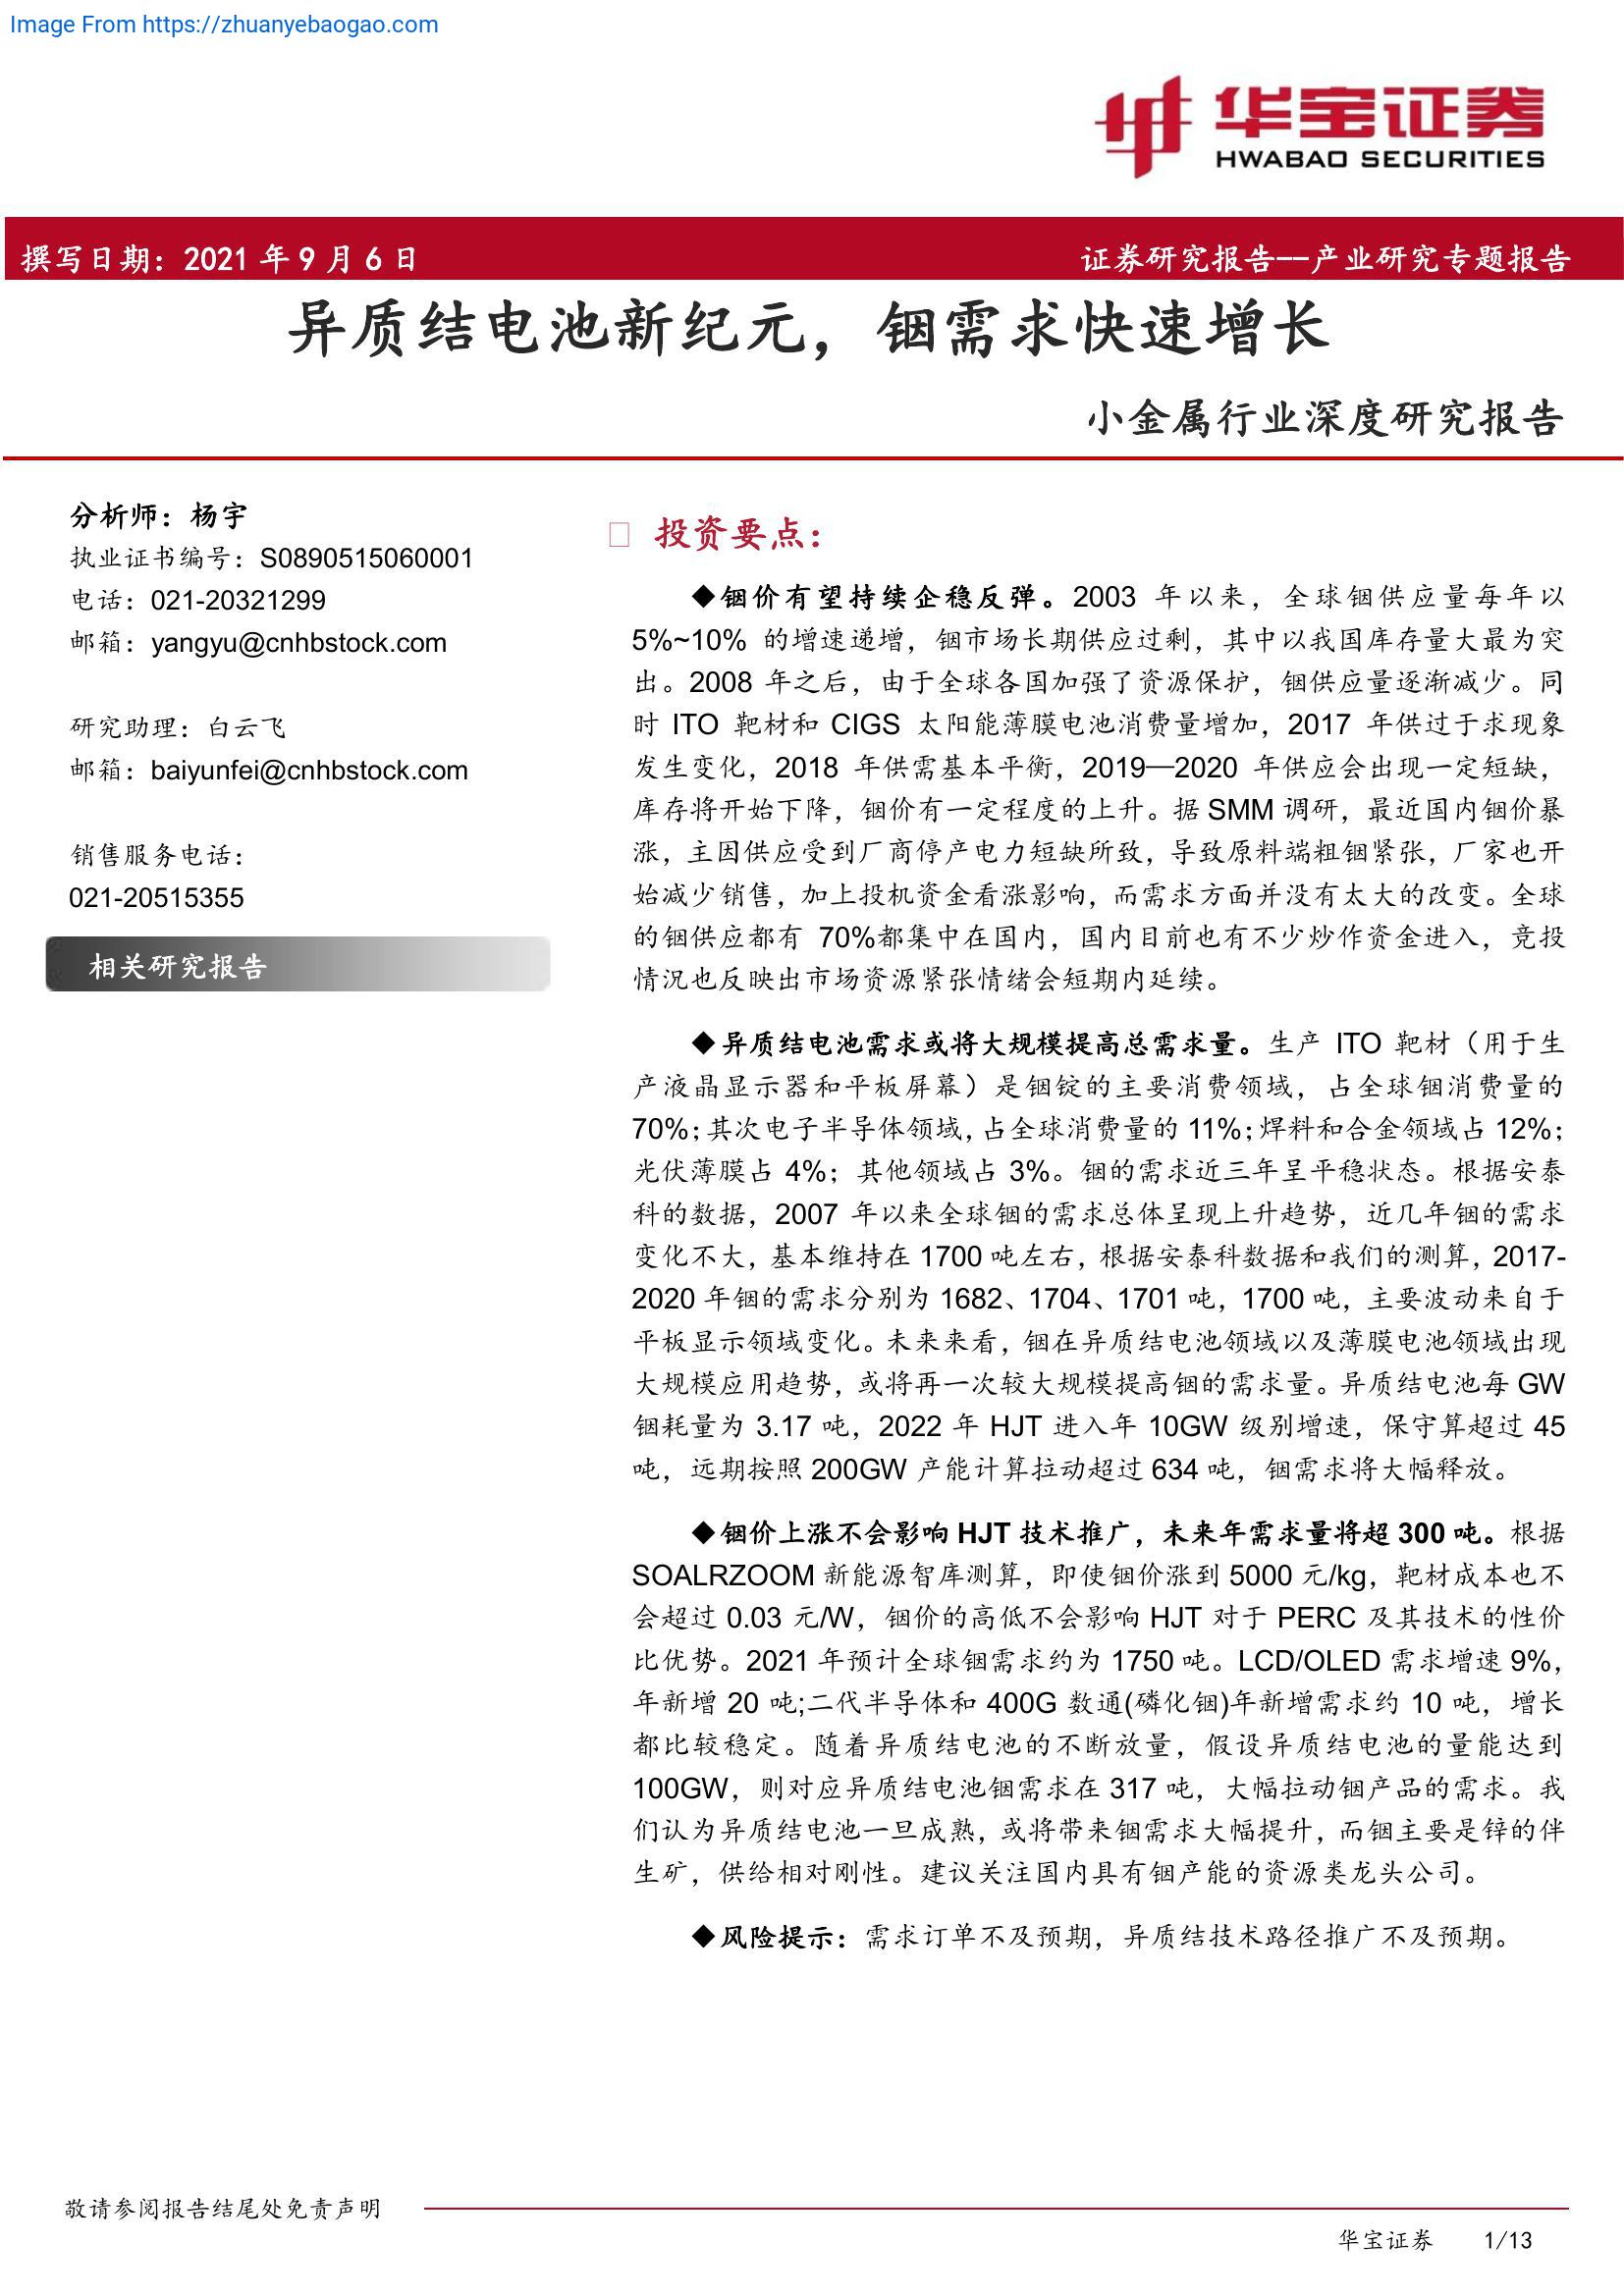 Image From https://zhuanyebaogao.com
华宝证券
HWABAO SECURITIES
撰写日期：2021 年 9 月 6 日
证券研究报告--产业研究专题报告
异质结电池新纪元，铟需求快速增长
小金属行业深度研究报告
分析师：杨宇
执业证书编号：S0890515060001
电话：021-20321299
邮箱：yangyu@cnhbstock.com
研究助理：白云飞
邮箱：baiyunfei@cnhbstock.com
销售服务电话：
021-20515355
相关研究报告
投资要点：
◆铟价有望持续企稳反弹。2003 年以来，全球铟供应量每年以
5%~10% 的增速递增，铟市场长期供应过剩，其中以我国库存量大最为突
出。2008 年之后，由于全球各国加强了资源保护，铟供应量逐渐减少。同
时 ITO 靶材和 CIGS 太阳能薄膜电池消费量增加，2017 年供过于求现象
发生变化，2018 年供需基本平衡，2019—2020 年供应会出现一定短缺，
库存将开始下降，铟价有一定程度的上升。据 SMM 调研，最近国内铟价暴
涨，主因供应受到厂商停产电力短缺所致，导致原料端粗铟紧张，厂家也开
始减少销售，加上投机资金看涨影响，而需求方面并没有太大的改变。全球
的铟供应都有 70%都集中在国内，国内目前也有不少炒作资金进入，竞投
情况也反映出市场资源紧张情绪会短期内延续。
◆异质结电池需求或将大规模提高总需求量。生产 ITO 靶材（用于生
产液晶显示器和平板屏幕）是铟锭的主要消费领域，占全球铟消费量的
70%；其次电子半导体领域，占全球消费量的 11%；焊料和合金领域占 12%；
光伏薄膜占 4%；其他领域占 3%。铟的需求近三年呈平稳状态。根据安泰
科的数据，2007 年以来全球铟的需求总体呈现上升趋势，近几年铟的需求
变化不大，基本维持在 1700 吨左右，根据安泰科数据和我们的测算，2017-
2020 年铟的需求分别为 1682、1704、1701 吨，1700 吨，主要波动来自于
平板显示领域变化。未来来看，铟在异质结电池领域以及薄膜电池领域出现
大规模应用趋势，或将再一次较大规模提高铟的需求量。异质结电池每 GW
铟耗量为 3.17 吨，2022 年 HJT 进入年 10GW 级别增速，保守算超过 45
吨，远期按照 200GW 产能计算拉动超过 634 吨，铟需求将大幅释放。
◆铟价上涨不会影响 HJT 技术推广，未来年需求量将超 300 吨。根据
SOALRZOOM 新能源智库测算，即使铟价涨到 5000 元/kg，靶材成本也不
会超过 0.03 元/W，铟价的高低不会影响 HJT 对于 PERC 及其技术的性价
比优势。2021 年预计全球铟需求约为 1750 吨。LCD/OLED 需求增速 9%，
年新增 20 吨;二代半导体和 400G 数通(磷化铟)年新增需求约 10 吨，增长
都比较稳定。随着异质结电池的不断放量，假设异质结电池的量能达到
100GW，则对应异质结电池铟需求在 317 吨，大幅拉动铟产品的需求。我
们认为异质结电池一旦成熟，或将带来铟需求大幅提升，而铟主要是锌的伴
生矿，供给相对刚性。建议关注国内具有铟产能的资源类龙头公司。
◆风险提示：需求订单不及预期，异质结技术路径推广不及预期。
敬请参阅报告结尾处免责声明
华宝证券 1/13